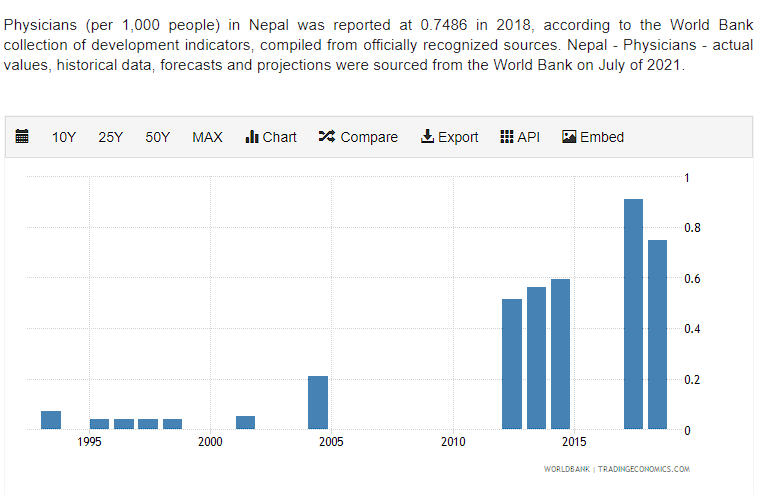 Physicians (per 1,000 people) in Nepal was reported at 0.7486 in 2018, according to the World Bank
collection of development indicators, compiled from officially recognized sources. Nepal - Physicians - actual
values, historical data, forecasts and projections were sourced from the World Bank on July of 2021.
10Y 25Y 50Y MAX Chart Compare Export API Embed
1
0.8
0.6
0.4
0.2
0
1995 2000 2005 2010 2015
WORLDBANK | TRADINGECONOMICS.COM